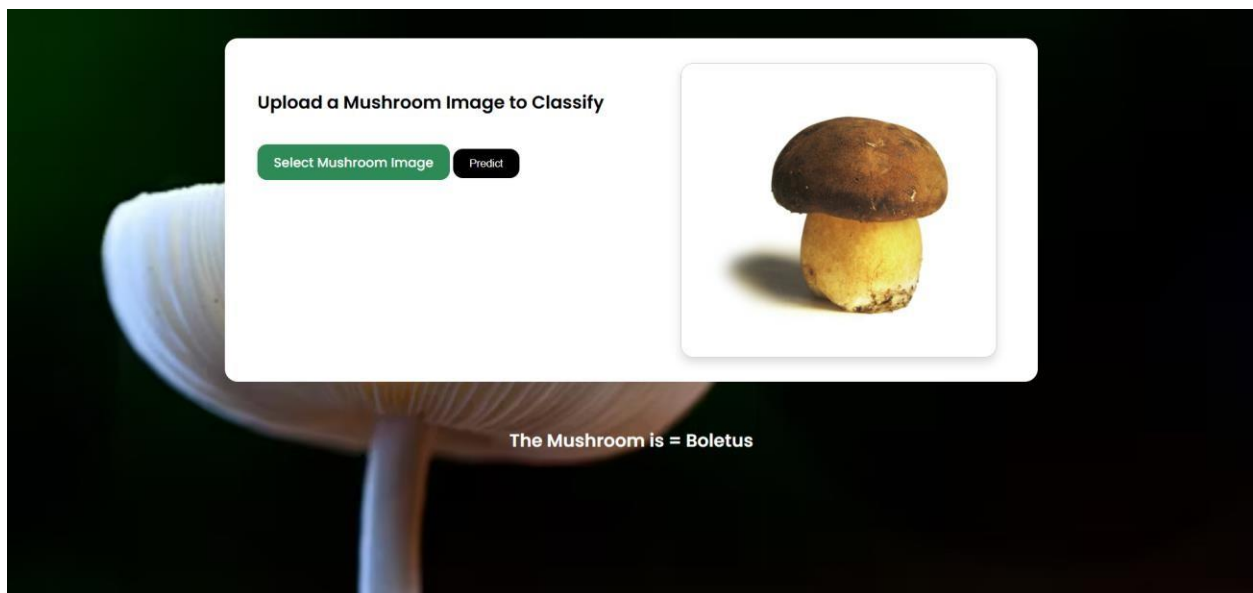 Upload a Mushroom Image to Classify
Select Mushroom Image Predict
The Mushroom is = Boletus